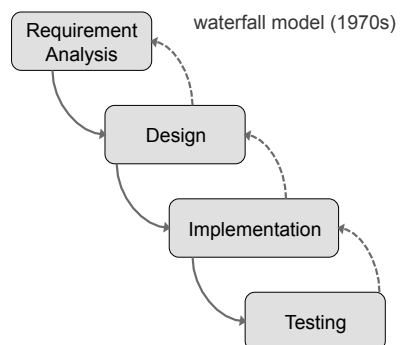 waterfall model (1970s)
Requirement
Analysis
Design
Implementation
Testing